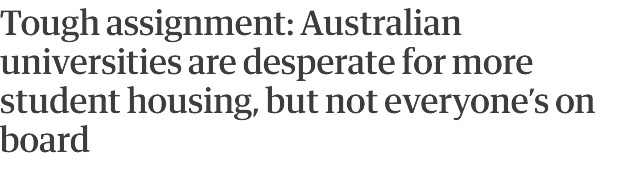 Tough assignment: Australian
universities are desperate for more
student housing, but not everyone’s on
board